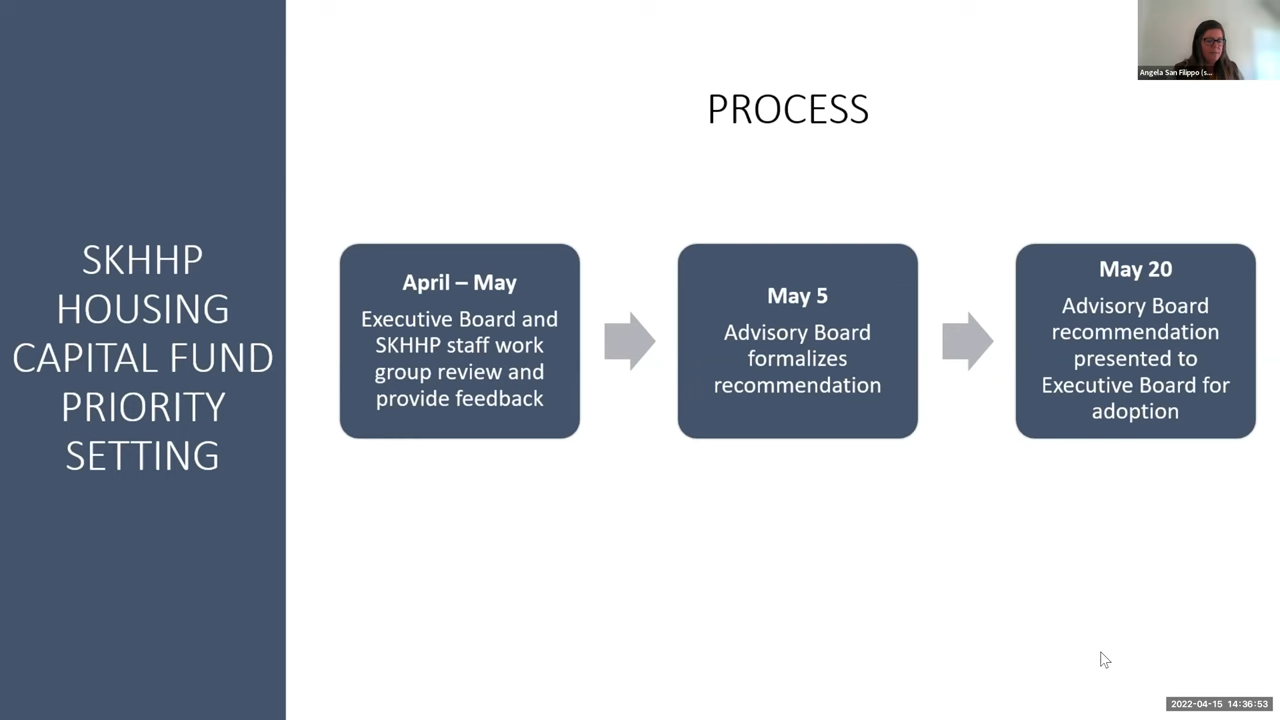 SKHHP
HOUSING
CAPITAL FUND
PRIORITY
SETTING
PROCESS
April – May
Executive Board and
SKHHP staff work
group review and
provide feedback
May 5
Advisory Board
formalizes
recommendation
May 20
Advisory Board
recommendation
presented to
Executive Board for
adoption
Angela San Filippo (s...
2022-04-15 14:36:53